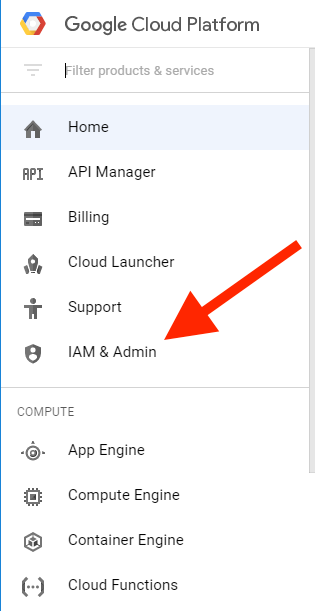 Google Cloud Platform
Filter products & services
Home
API API Manager
Billing
Cloud Launcher
Support
IAM & Admin
COMPUTE
App Engine
Compute Engine
Container Engine
Cloud Functions